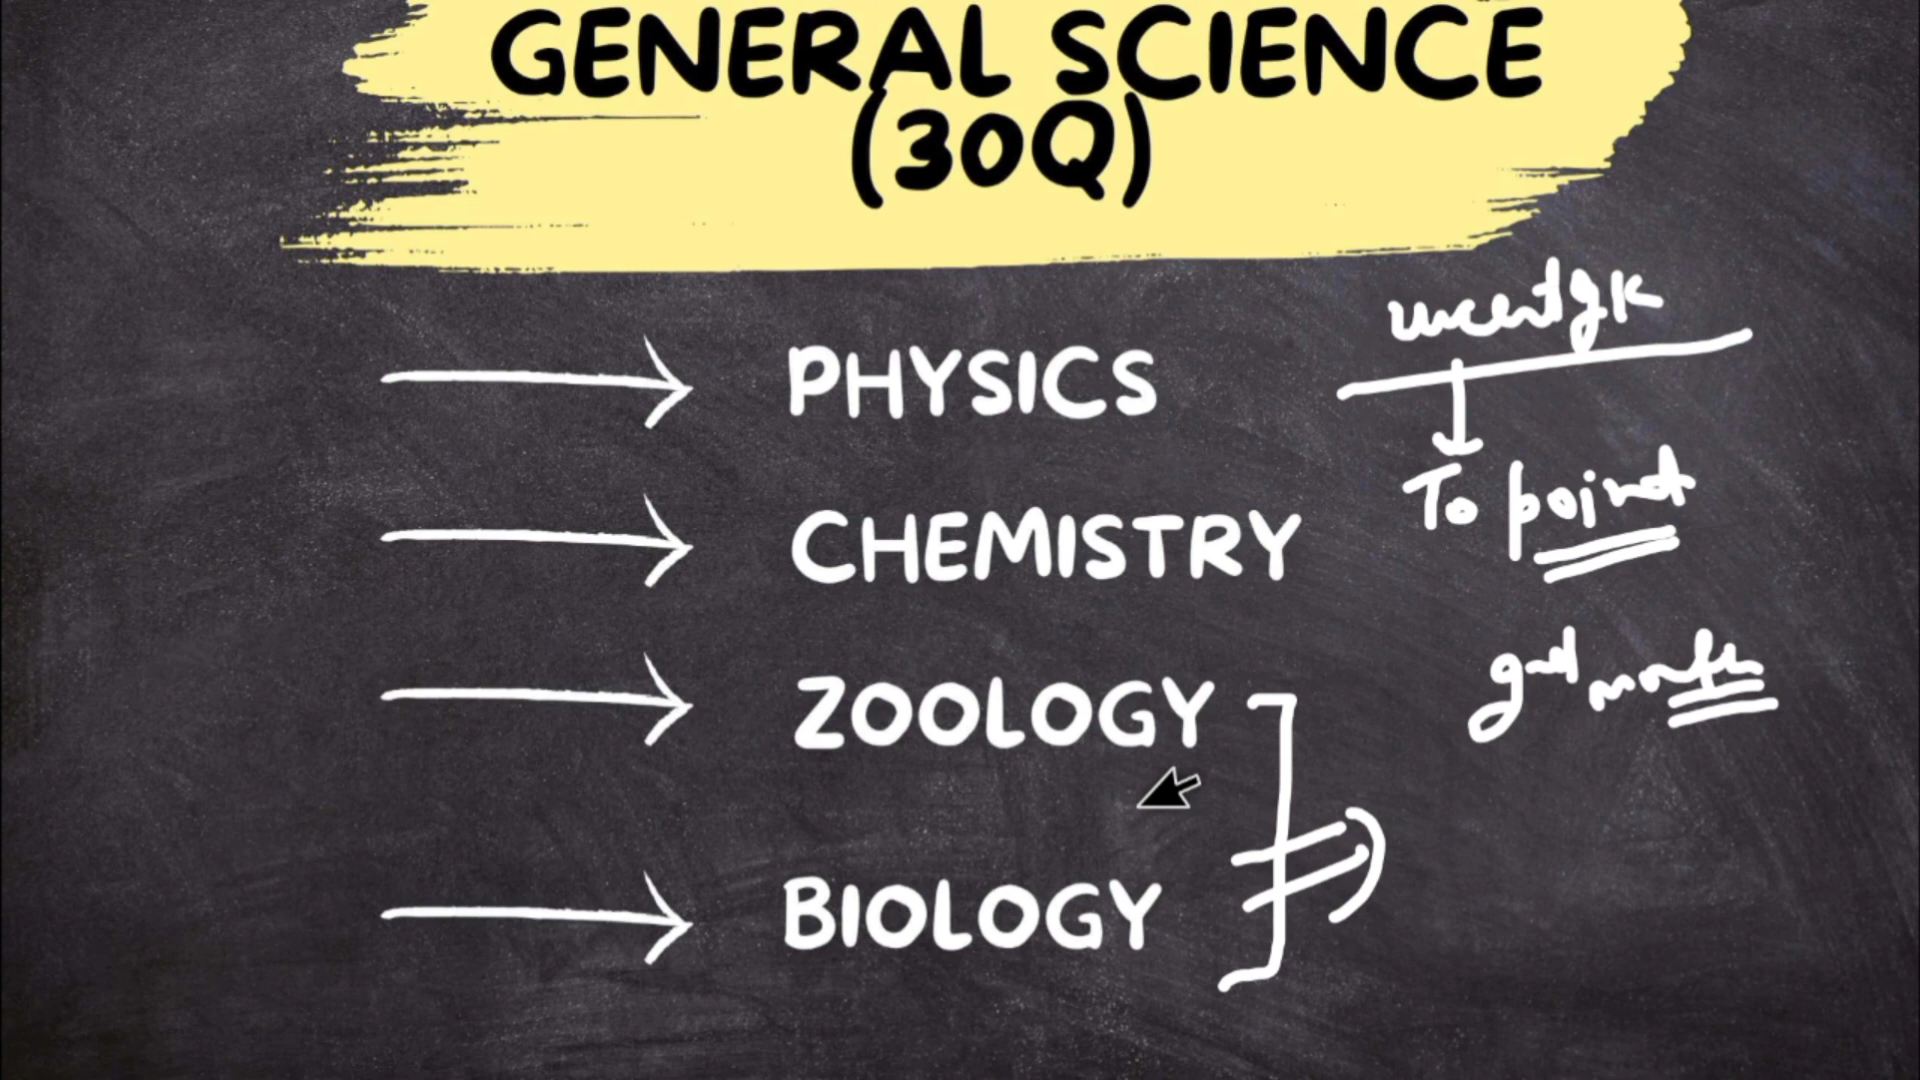 GENERAL SCIENCE
(30Q)
PHYSICS
CHEMISTRY
ZOOLOGY
BIOLOGY
To point